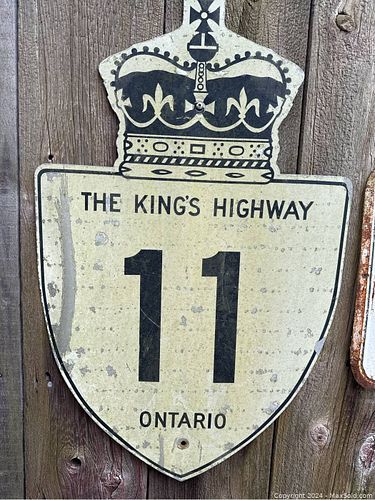 THE KING'S HIGHWAY
11
ONTARIO
Copyright 2024 - MaxSold.com